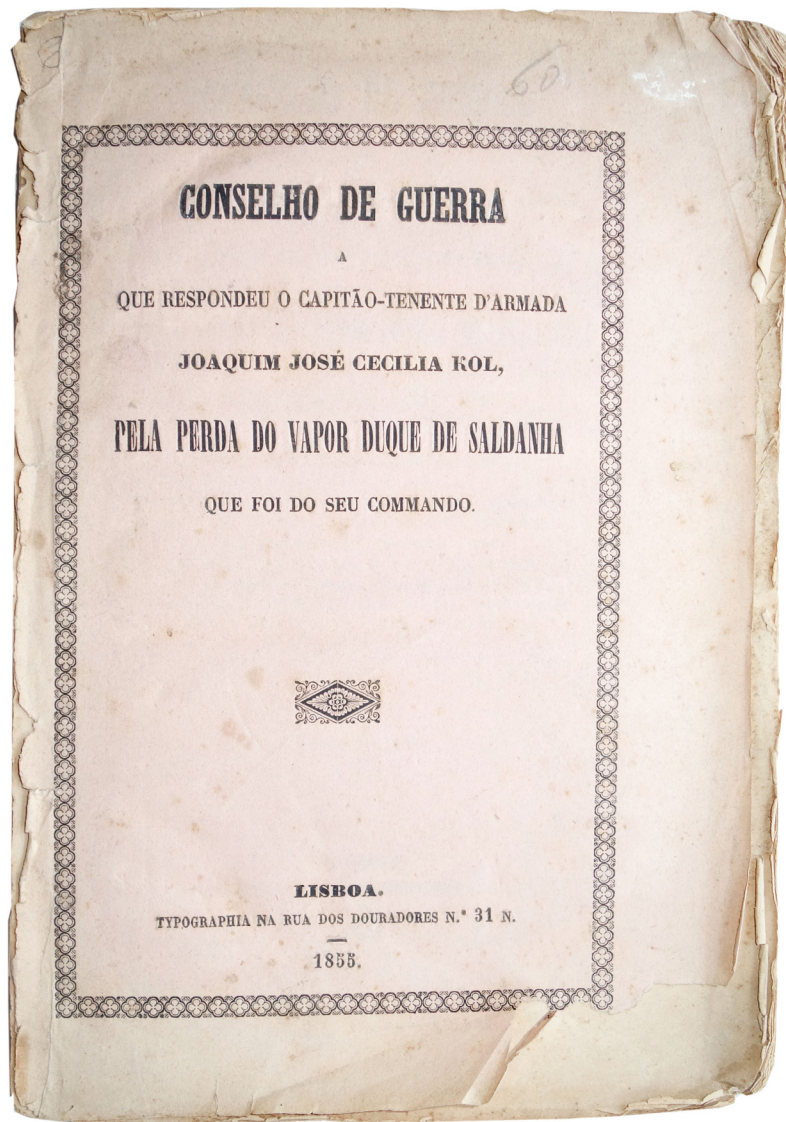 60
CONSELHO DE GUERRA
A
QUE RESPONDEU O CAPITÃO-TENENTE D'ARMADA
JOAQUIM JOSÉ CECILIA KOL,
PELA PERDA DO VAPOR DUQUE DE SALDANHA
QUE FOI DO SEU COMMANDO.
LISBOA.
TYPOGRAPHIA NA RUA DOS DOURADORES N.º 31 N.
1855.